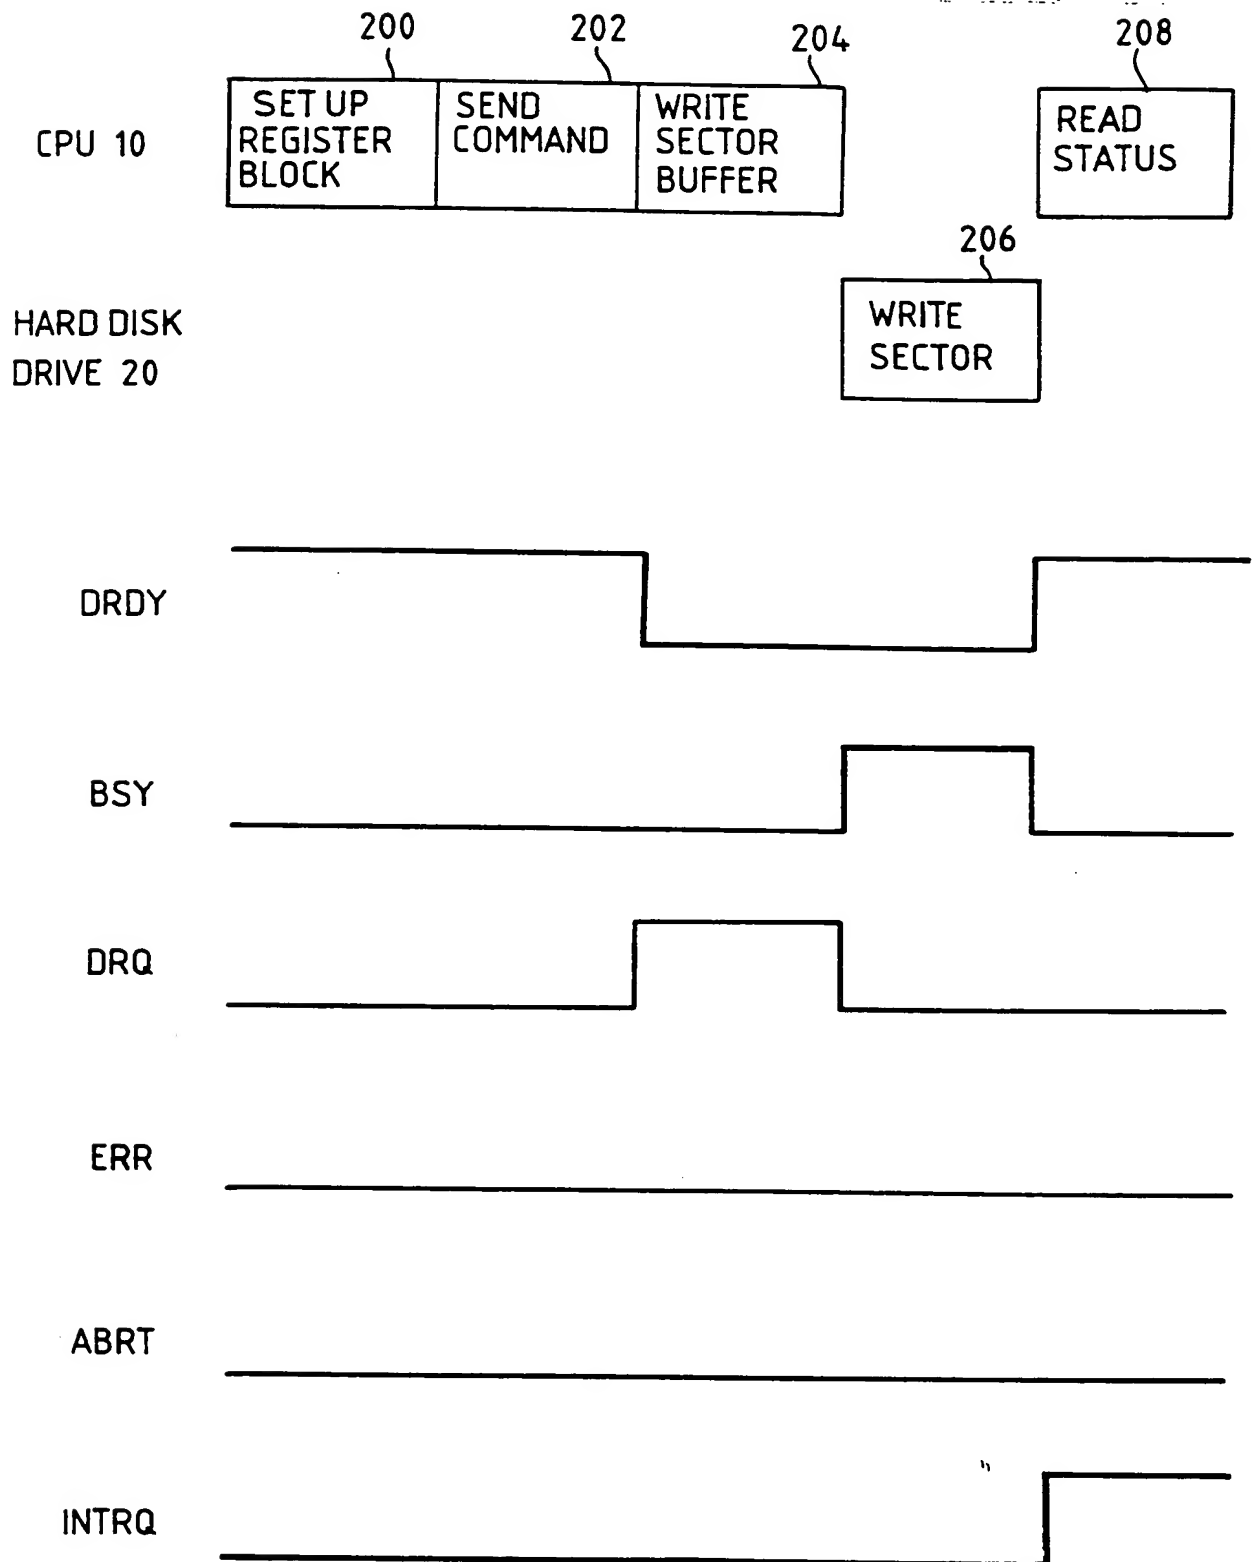 200
202
204
208
CPU 10
SET UP
REGISTER
BLOCK
SEND
COMMAND
WRITE
SECTOR
BUFFER
READ
STATUS
206
HARD DISK
DRIVE 20
WRITE
SECTOR
DRDY
BSY
DRQ
ERR
ABRT
INTRQ